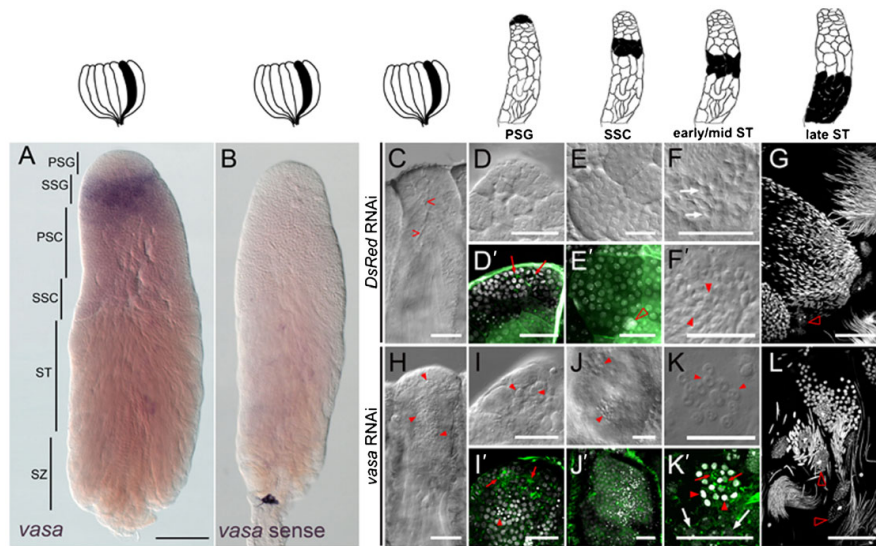 PSG SSC early/mid ST late ST
A B C D E F G
PSG
SSG
PSC
SSC
ST
SZ
vasa
vasa sense
DsRed RNAi
D′ E′ F′
H I J K L
vasa RNAi
I′ J′ K′